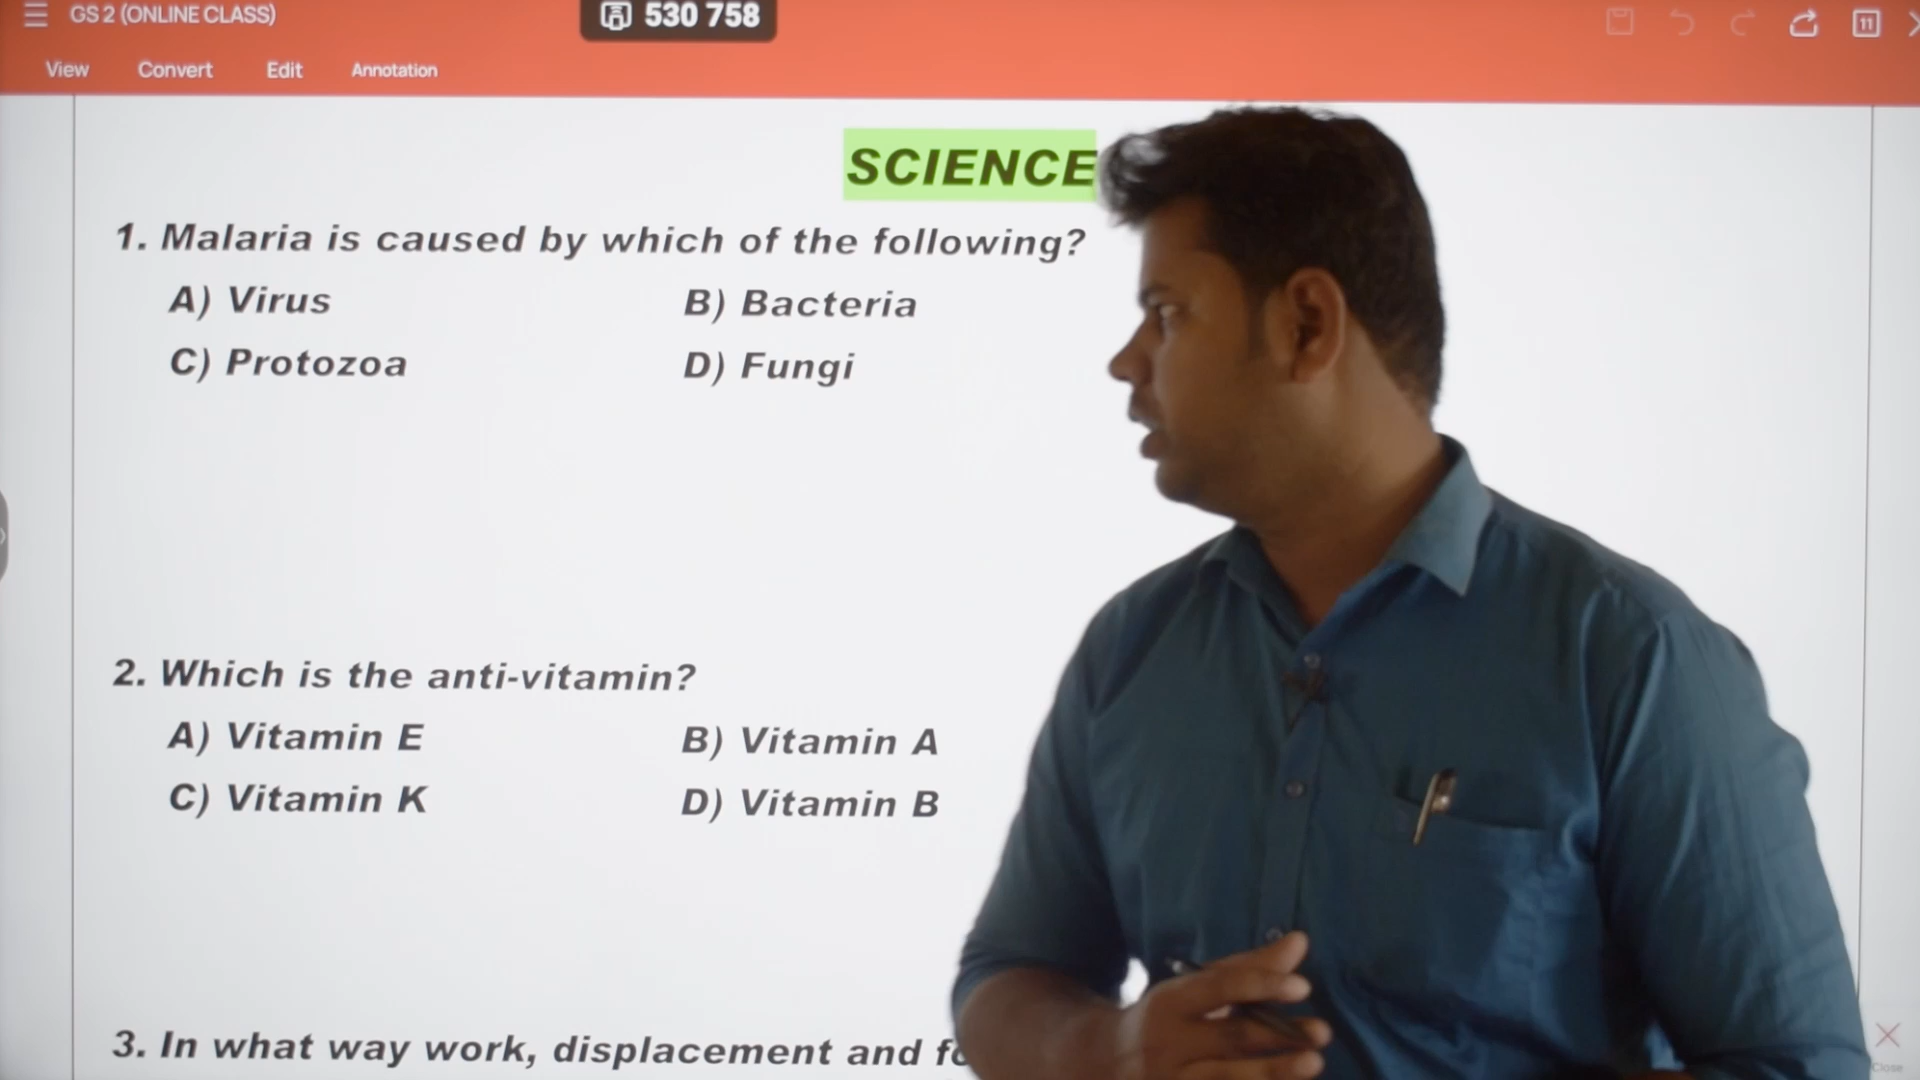 GS 2 (ONLINE CLASS)
530 758
11
View Convert Edit Annotation
SCIENCE
1. Malaria is caused by which of the following?
A) Virus B) Bacteria
C) Protozoa D) Fungi
2. Which is the anti-vitamin?
A) Vitamin E B) Vitamin A
C) Vitamin K D) Vitamin B
3. In what way work, displacement and
Close